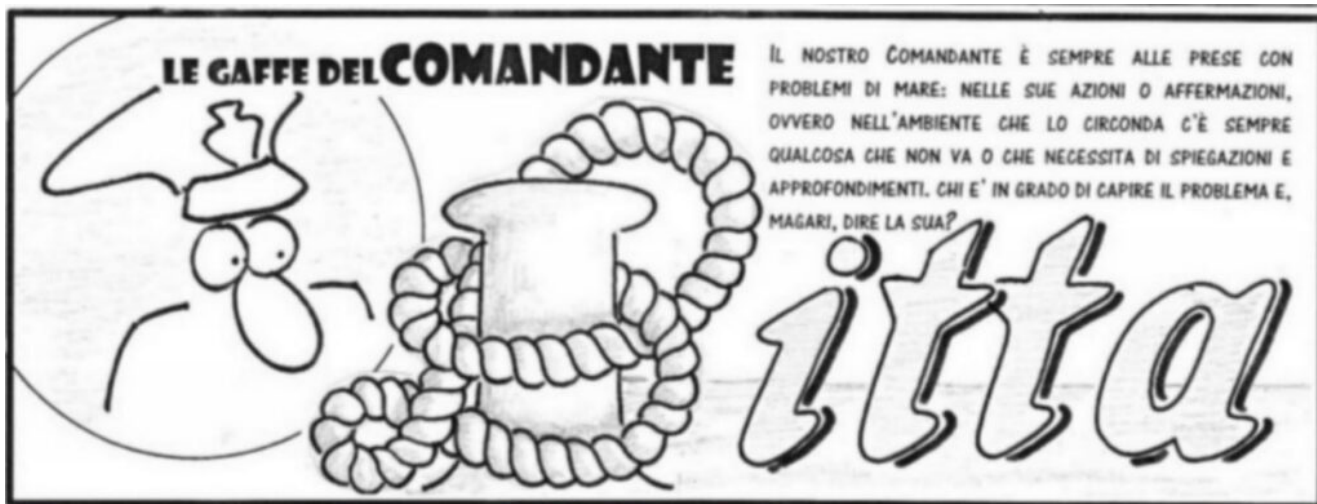 LE GAFFE DEL COMANDANTE
IL NOSTRO COMANDANTE È SEMPRE ALLE PRESE CON
PROBLEMI DI MARE: NELLE SUE AZIONI O AFFERMAZIONI,
OVVERO NELL'AMBIENTE CHE LO CIRCONDA C'È SEMPRE
QUALCOSA CHE NON VA O CHE NECESSITA DI SPIEGAZIONI E
APPROFONDIMENTI. CHI E' IN GRADO DI CAPIRE IL PROBLEMA E,
MAGARI, DIRE LA SUA?
Bitta